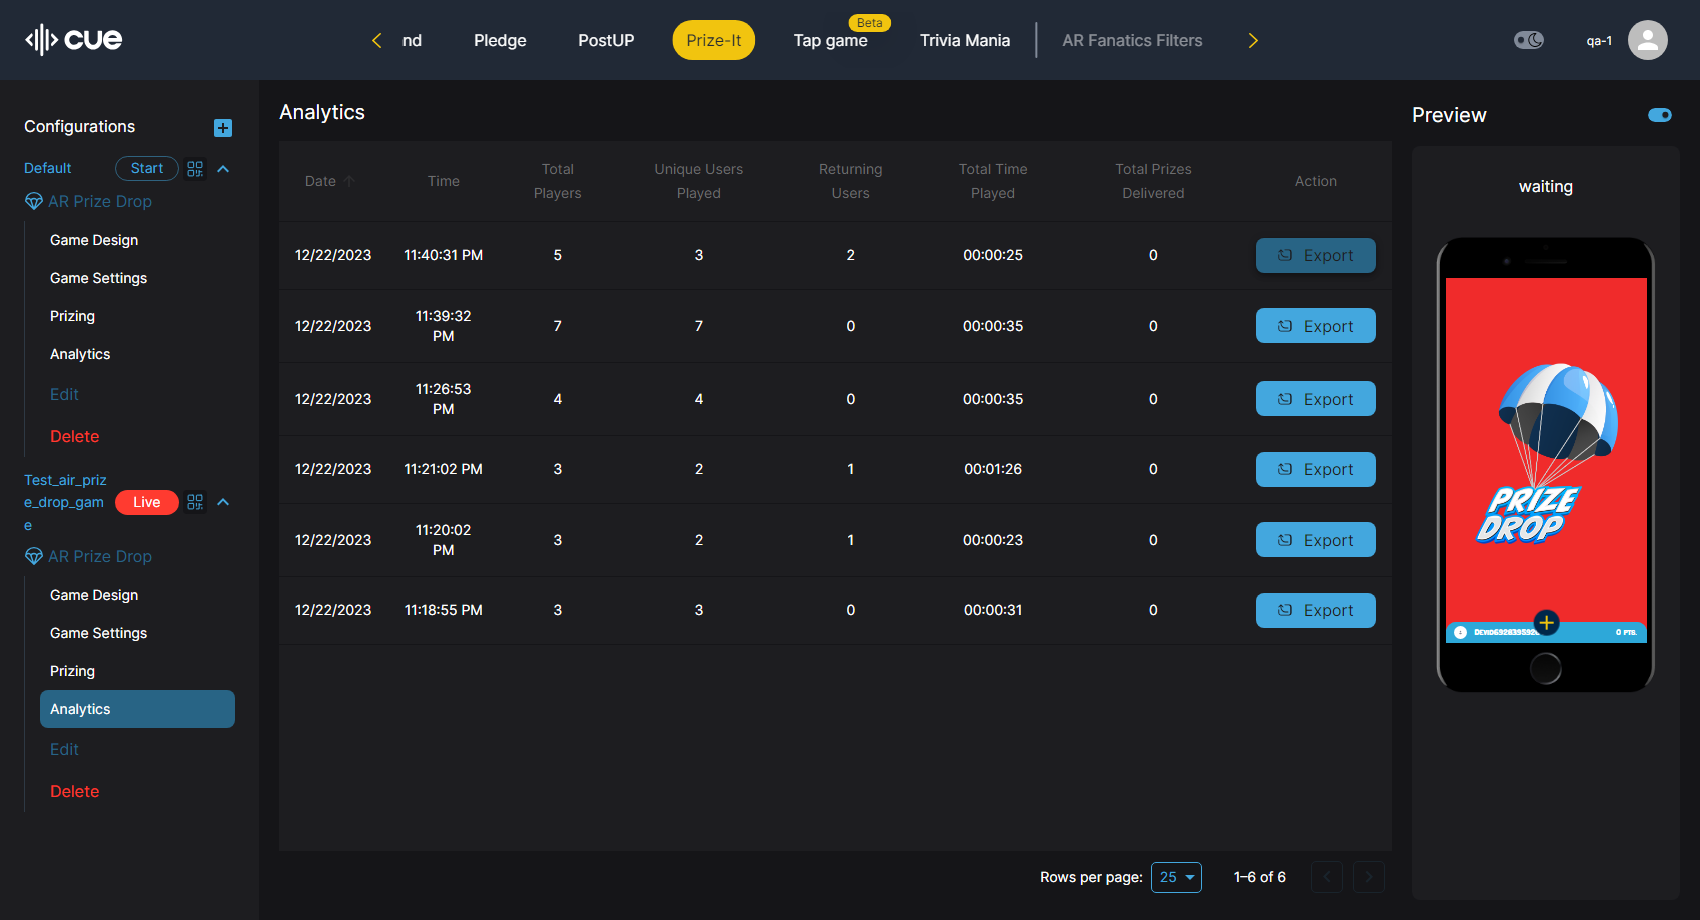 cue
nd
Pledge
PostUP
Prize-It
Tap game
Beta
Trivia Mania
AR Fanatics Filters
qa-1
Configurations
Default
Start
AR Prize Drop
Game Design
Game Settings
Prizing
Analytics
Edit
Delete
Test_air_priz
e_drop_gam
e
Live
AR Prize Drop
Game Design
Game Settings
Prizing
Analytics
Edit
Delete
Analytics
Date Time Total Players Unique Users Played Returning Users Total Time Played Total Prizes Delivered Action
12/22/2023 11:40:31 PM 5 3 2 00:00:25 0 Export
12/22/2023 11:39:32 PM 7 7 0 00:00:35 0 Export
12/22/2023 11:26:53 PM 4 4 0 00:00:35 0 Export
12/22/2023 11:21:02 PM 3 2 1 00:01:26 0 Export
12/22/2023 11:20:02 PM 3 2 1 00:00:23 0 Export
12/22/2023 11:18:55 PM 3 3 0 00:00:31 0 Export
Rows per page: 25 1–6 of 6
Preview
waiting
PRIZE
DROP
0 PTS.